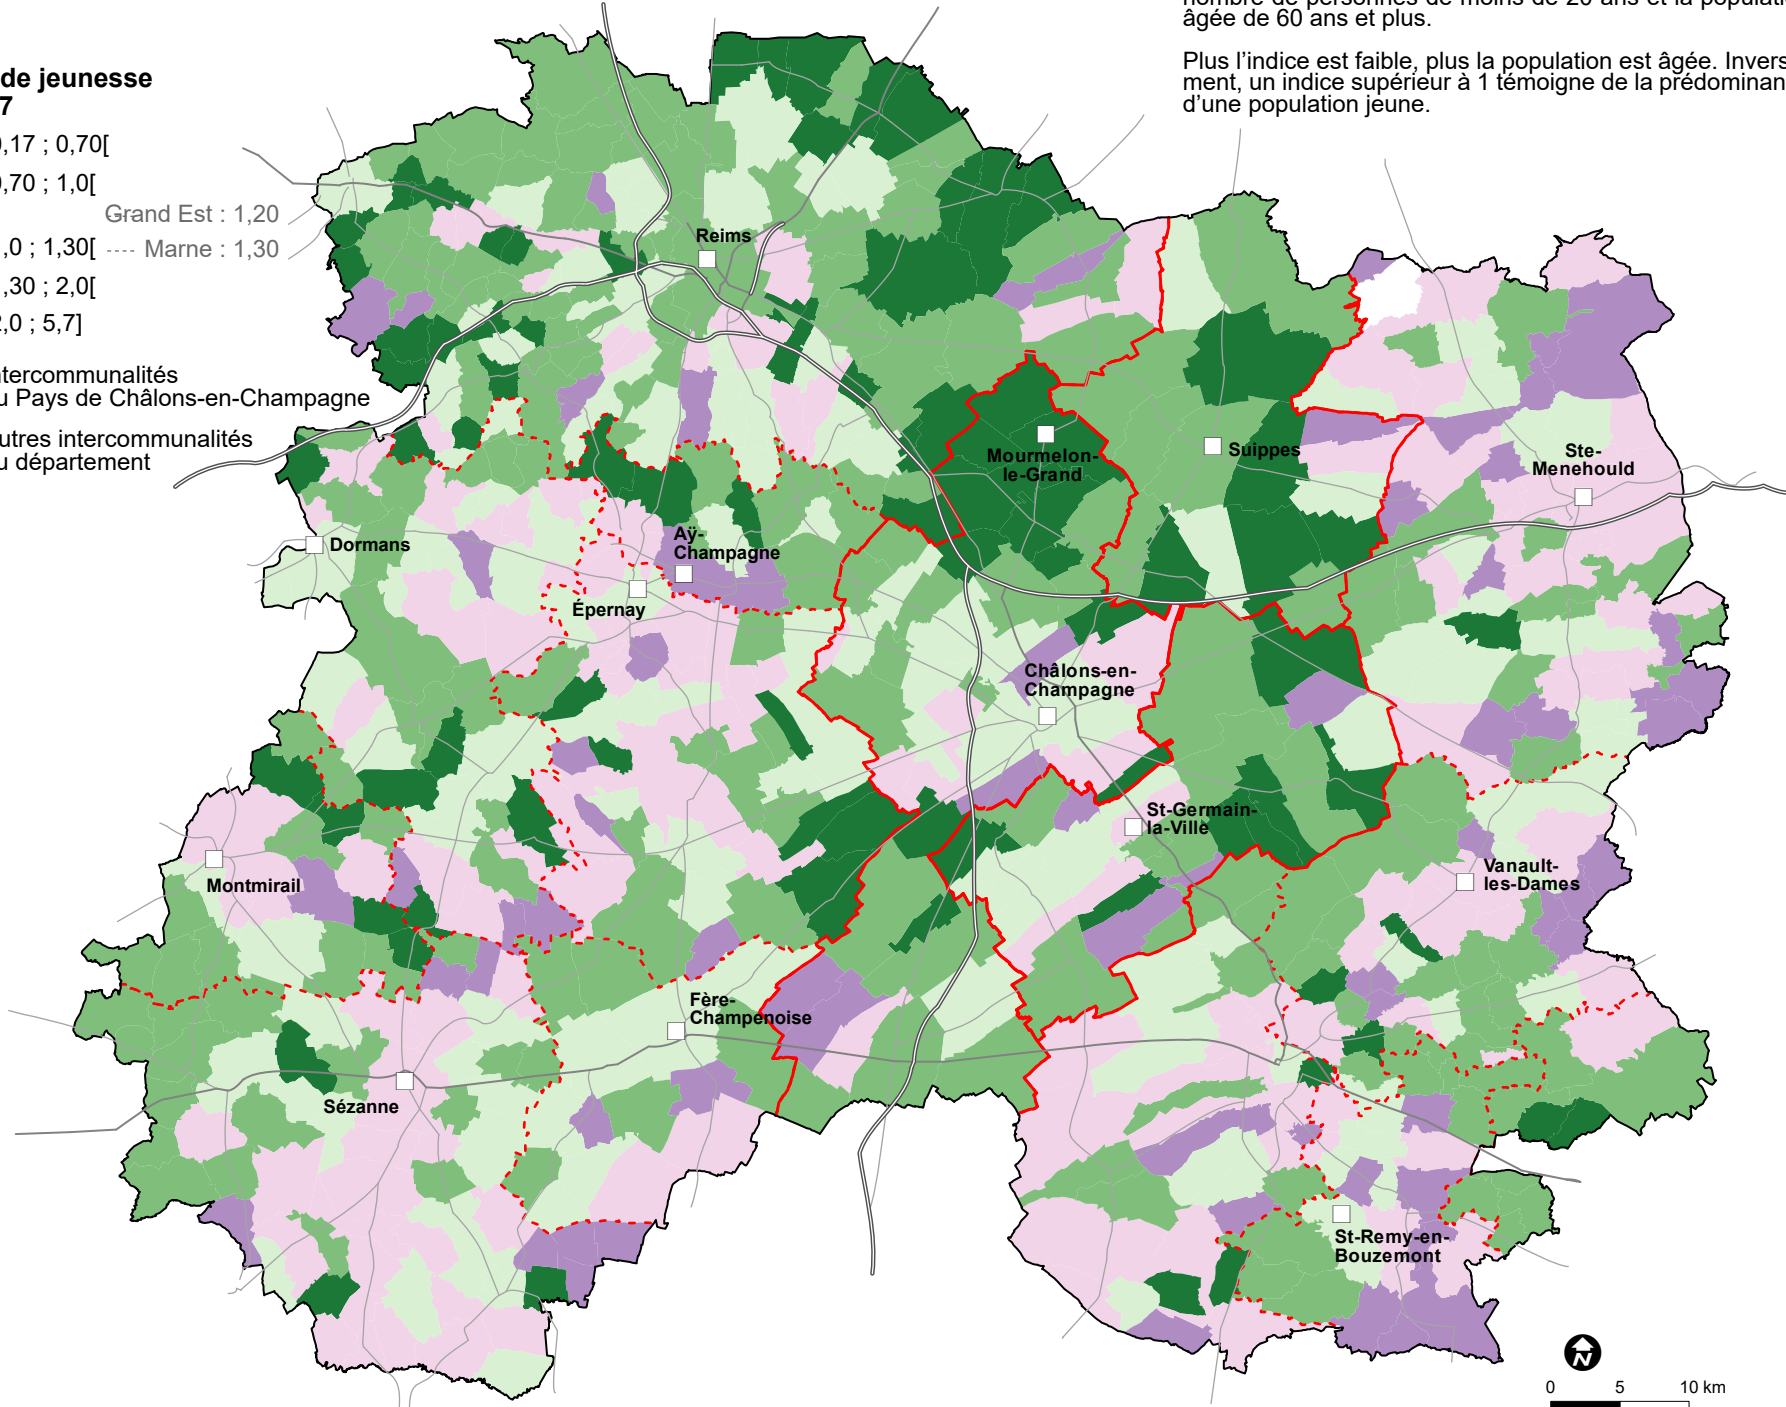 âgée de 60 ans et plus.
Plus l’indice est faible, plus la population est âgée. Invers
ment, un indice supérieur à 1 témoigne de la prédominan
d’une population jeune.
de jeunesse
7
,17 ; 0,70[
,70 ; 1,0[
Grand Est : 1,20
,0 ; 1,30[
Marne : 1,30
,30 ; 2,0[
2,0 ; 5,7]
ntercommunalités
u Pays de Châlons-en-Champagne
utres intercommunalités
u département
Reims
Mourmelon-
le-Grand
Suippes
Ste-
Menehould
Dormans
Aÿ-
Champagne
Épernay
Châlons-en-
Champagne
St-Germain-
la-Ville
Montmirail
Vanault-
les-Dames
Fère-
Champenoise
Sézanne
St-Remy-en-
Bouzemont
N
0 5 10 km